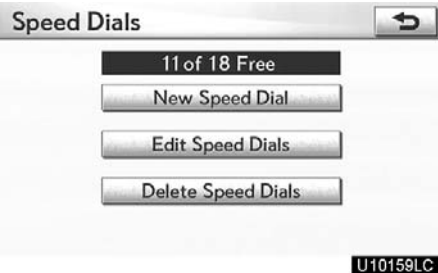 Speed Dials
11 of 18 Free
New Speed Dial
Edit Speed Dials
Delete Speed Dials
U10159LC